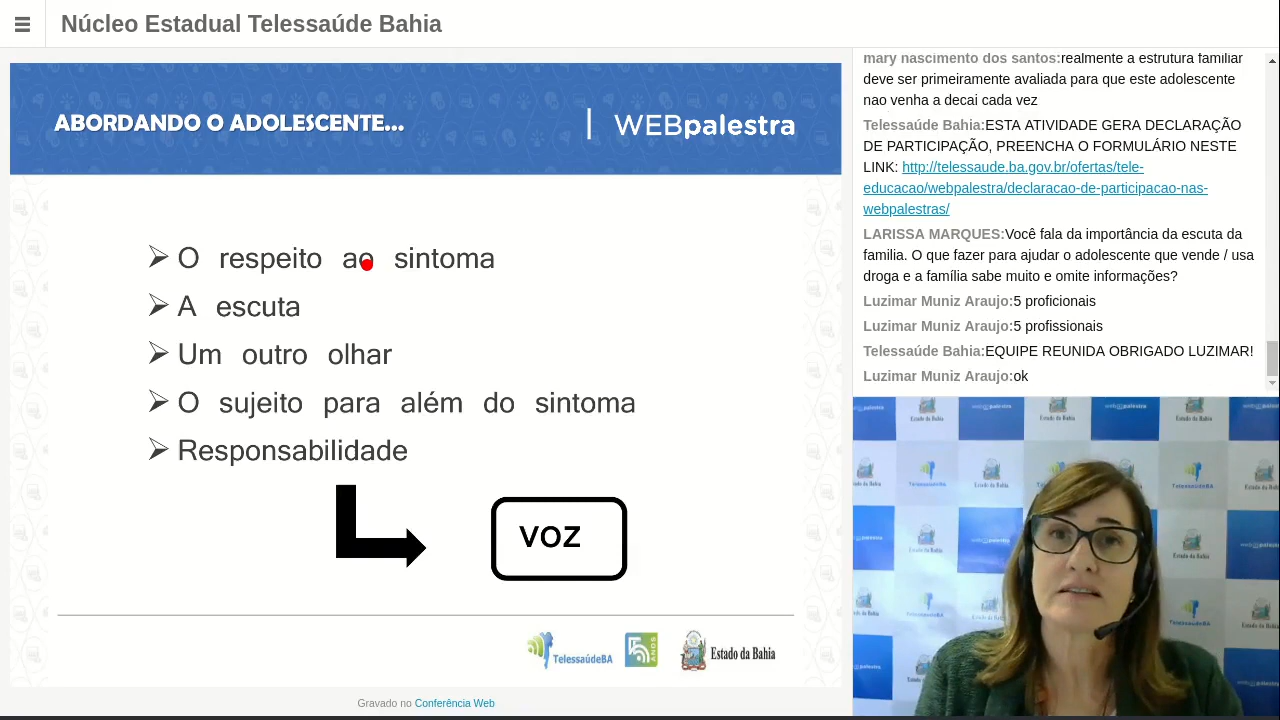 Núcleo Estadual Telessaúde Bahia
ABORDANDO O ADOLESCENTE...
WEBpalestra
O respeito ao sintoma
A escuta
Um outro olhar
O sujeito para além do sintoma
Responsabilidade
VOZ
TelessaúdeBA
ANOS
Estado da Bahia
Gravado no Conferência Web
mary nascimento dos santos:realmente a estrutura familiar
deve ser primeiramente avaliada para que este adolescente
nao venha a decai cada vez
Telessaúde Bahia:ESTA ATIVIDADE GERA DECLARAÇÃO
DE PARTICIPAÇÃO, PREENCHA O FORMULÁRIO NESTE
LINK: http://telessaude.ba.gov.br/ofertas/tele-
educacao/webpalestra/declaracao-de-participacao-nas-
webpalestras/
LARISSA MARQUES:Você fala da importância da escuta da
familia. O que fazer para ajudar o adolescente que vende / usa
droga e a família sabe muito e omite informações?
Luzimar Muniz Araujo:5 proficionais
Luzimar Muniz Araujo:5 profissionais
Telessaúde Bahia:EQUIPE REUNIDA OBRIGADO LUZIMAR!
Luzimar Muniz Araujo:ok